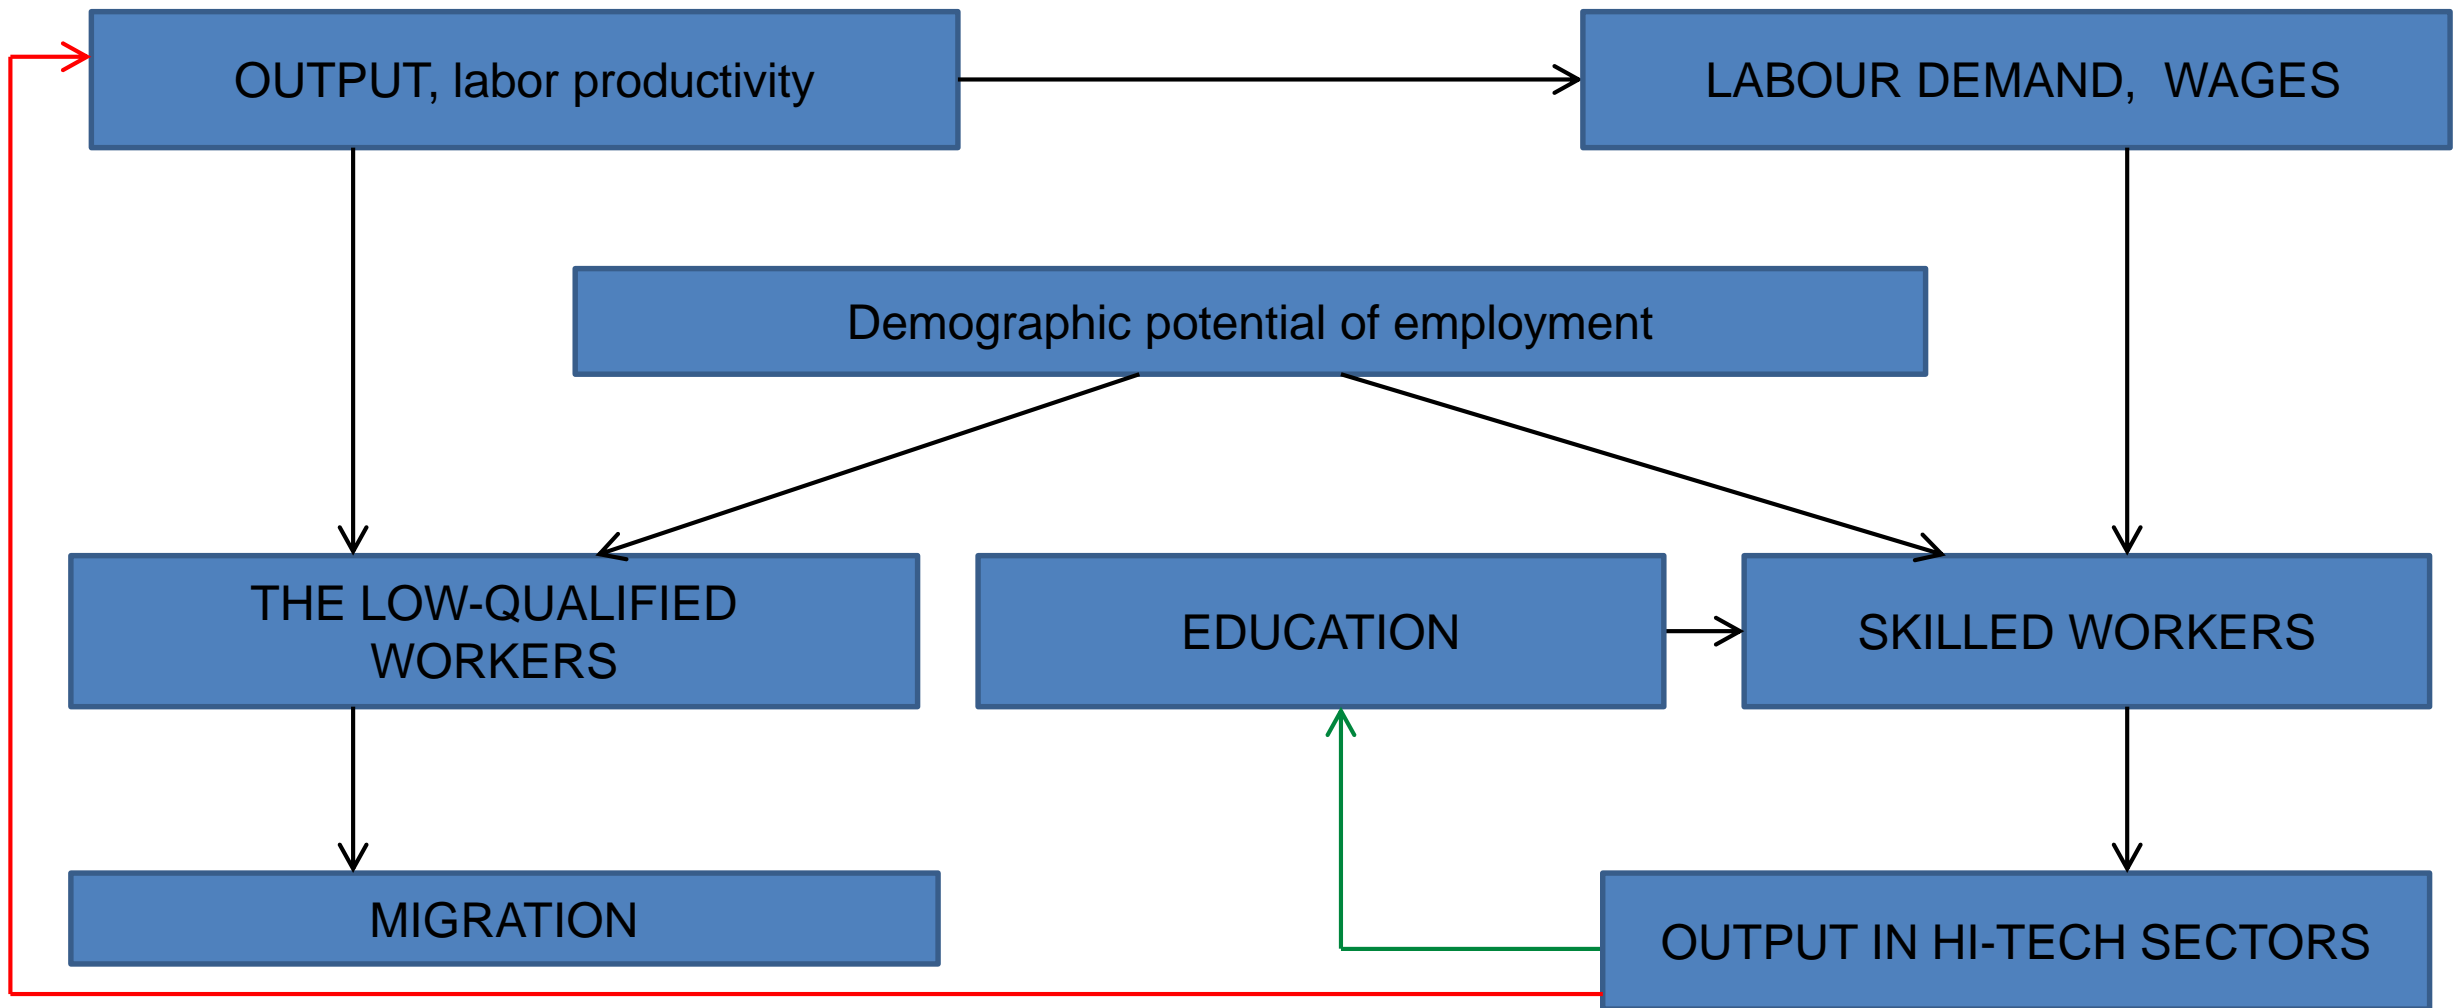 OUTPUT, labor productivity
LABOUR DEMAND,  WAGES
Demographic potential of employment
THE LOW-QUALIFIED
WORKERS
EDUCATION
SKILLED WORKERS
MIGRATION
OUTPUT IN HI-TECH SECTORS